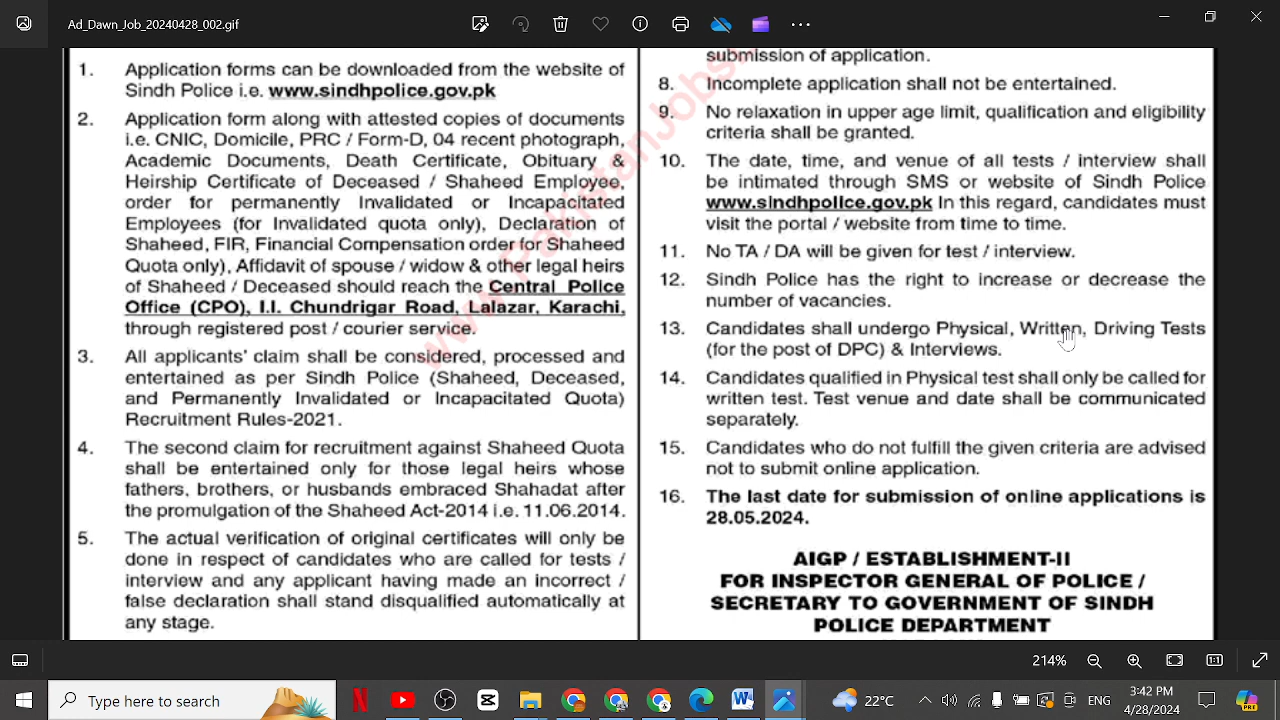 Ad_Dawn_Job_20240428_002.gif
1. Application forms can be downloaded from the website of
Sindh Police i.e. www.sindhpolice.gov.pk
2. Application form along with attested copies of documents
i.e. CNIC, Domicile, PRC / Form-D, 04 recent photograph,
Academic Documents, Death Certificate, Obituary &
Heirship Certificate of Deceased / Shaheed Employee,
order for permanently Invalidated or Incapacitated
Employees (for Invalidated quota only), Declaration of
Shaheed, FIR, Financial Compensation order for Shaheed
Quota only), Affidavit of spouse / widow & other legal heirs
of Shaheed / Deceased should reach the Central Police
Office (CPO), I.I. Chundrigar Road, Lalazar, Karachi,
through registered post / courier service.
3. All applicants' claim shall be considered, processed and
entertained as per Sindh Police (Shaheed, Deceased,
and Permanently Invalidated or Incapacitated Quota)
Recruitment Rules-2021.
4. The second claim for recruitment against Shaheed Quota
shall be entertained only for those legal heirs whose
fathers, brothers, or husbands embraced Shahadat after
the promulgation of the Shaheed Act-2014 i.e. 11.06.2014.
5. The actual verification of original certificates will only be
done in respect of candidates who are called for tests /
interview and any applicant having made an incorrect /
false declaration shall stand disqualified automatically at
any stage.
submission of application.
8. Incomplete application shall not be entertained.
9. No relaxation in upper age limit, qualification and eligibility
criteria shall be granted.
10. The date, time, and venue of all tests / interview shall
be intimated through SMS or website of Sindh Police
www.sindhpolice.gov.pk In this regard, candidates must
visit the portal / website from time to time.
11. No TA / DA will be given for test / interview.
12. Sindh Police has the right to increase or decrease the
number of vacancies.
13. Candidates shall undergo Physical, Written, Driving Tests
(for the post of DPC) & Interviews.
14. Candidates qualified in Physical test shall only be called for
written test. Test venue and date shall be communicated
separately.
15. Candidates who do not fulfill the given criteria are advised
not to submit online application.
16. The last date for submission of online applications is
28.05.2024.
AIGP / ESTABLISHMENT-II
FOR INSPECTOR GENERAL OF POLICE /
SECRETARY TO GOVERNMENT OF SINDH
POLICE DEPARTMENT
214%
Type here to search
22°C
ENG
3:42 PM
4/28/2024